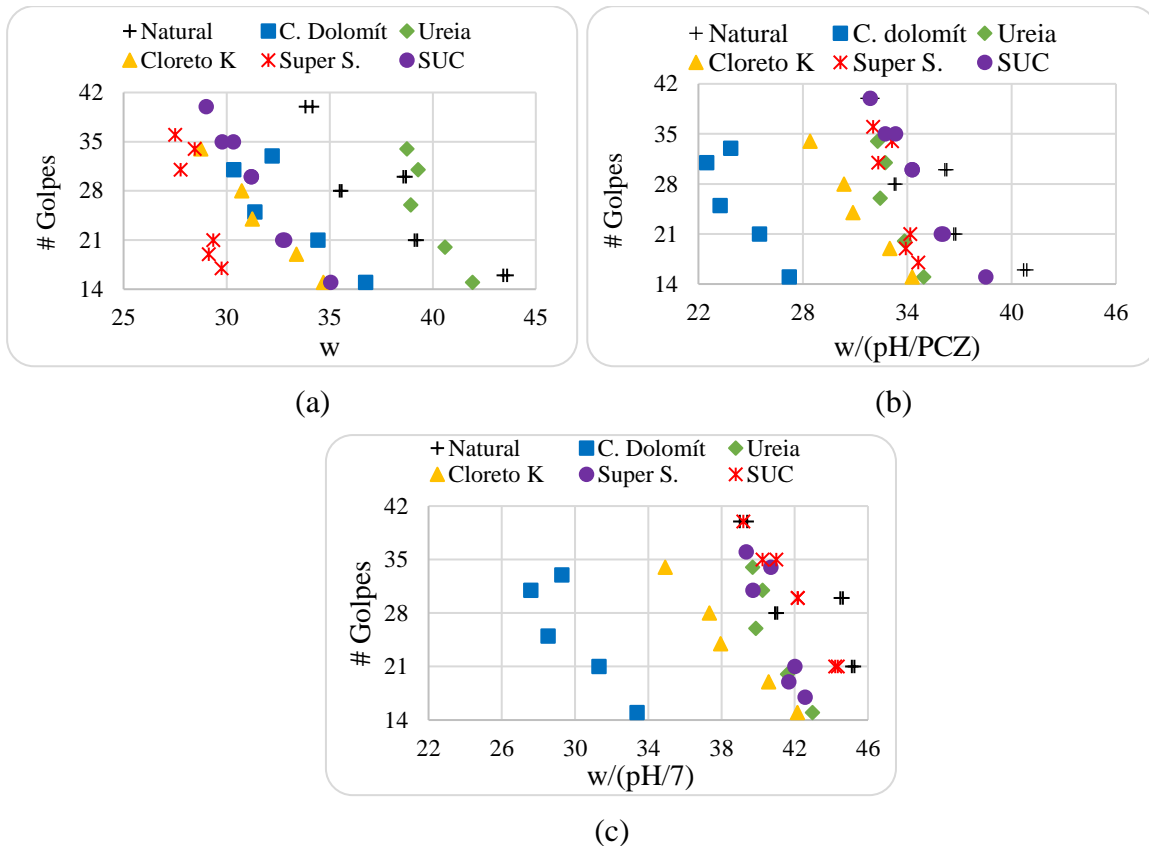 Natural C. Dolomít Ureia
Cloreto K Super S. SUC
42
35
28
21
14
# Golpes
25 30 35 40 45
w
(a)
Natural C. dolomít Ureia
Cloreto K Super S. SUC
42
35
28
21
14
# Golpes
22 28 34 40 46
w/(pH/PCZ)
(b)
Natural C. Dolomít Ureia
Cloreto K Super S. SUC
42
35
28
21
14
# Golpes
22 26 30 34 38 42 46
w/(pH/7)
(c)